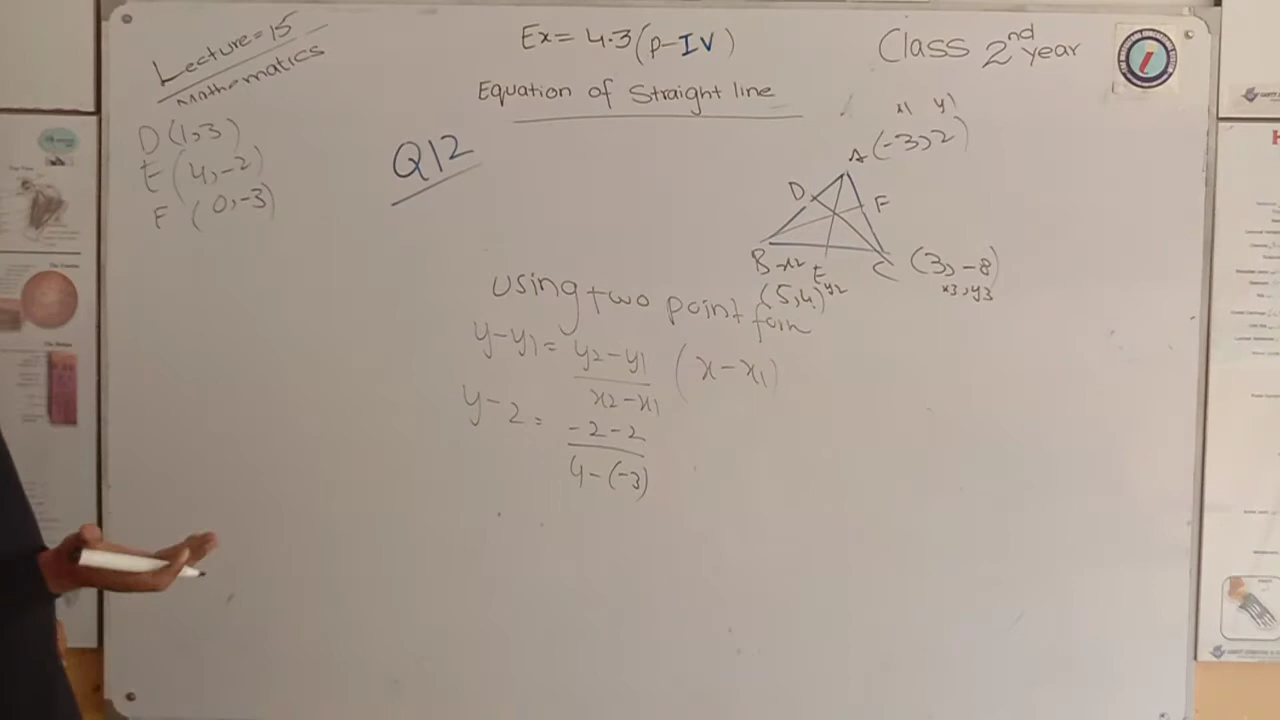 Lecture=15
Mathematics
Ex= 4.3(P-IV)
Equation of Straight line
Class 2nd year
D(1,3)
E(4,-2)
F(0,-3)
Q12
x1 y1
A(-3,2)
D
F
B x2 E C (3,-8)
(5,4) y2
x3,y3
using two point form
y-y1= y2-y1 (x-x1)
x2-x1
y-2= -2-2
4-(-3)